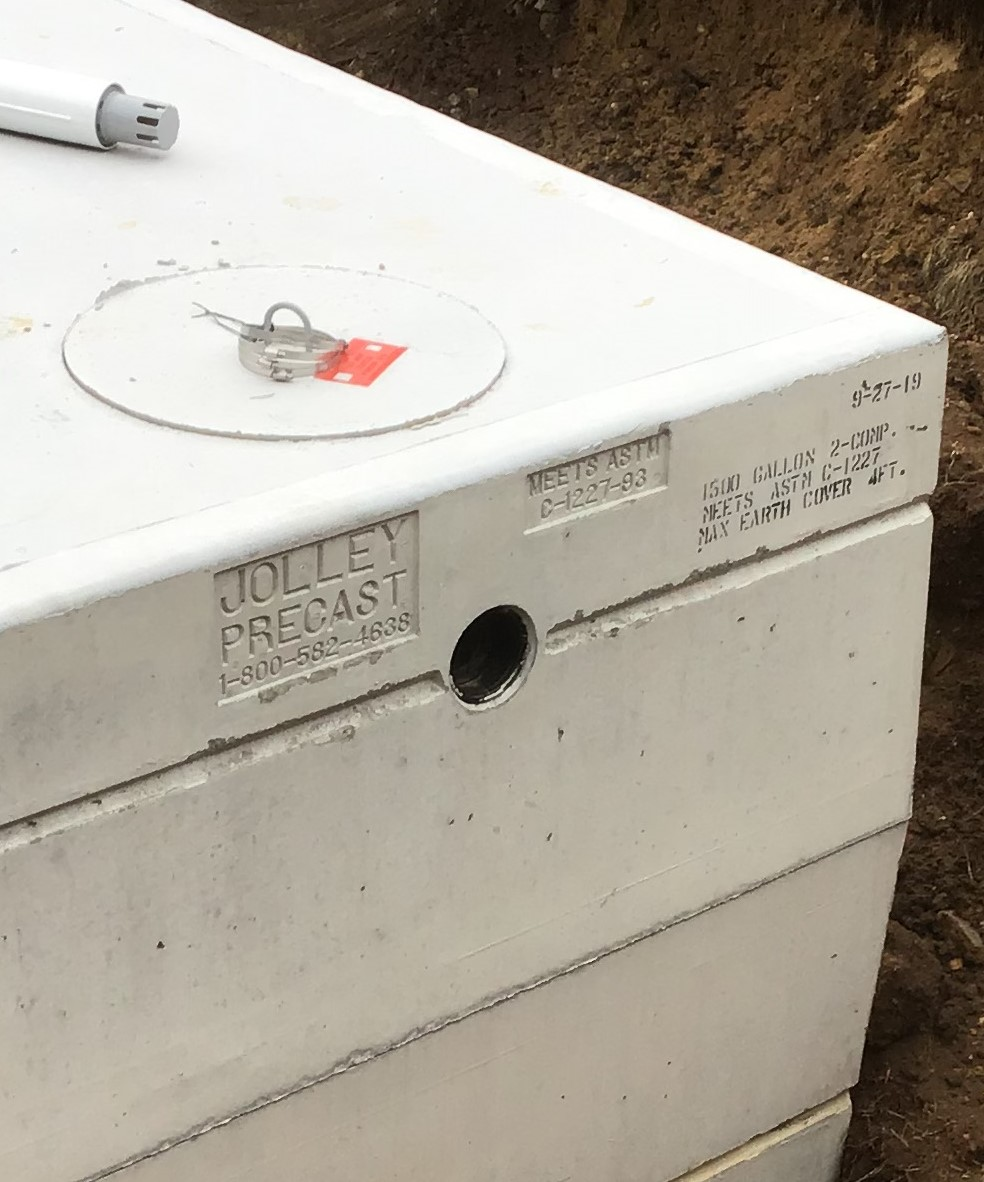 JOLLEY
PRECAST
1-800-582-4638
MEETS ASTM
C-1227-93
9-27-19
1500 GALLON 2-COMP.
MEETS ASTM C-1227
MAX EARTH COVER 4FT.